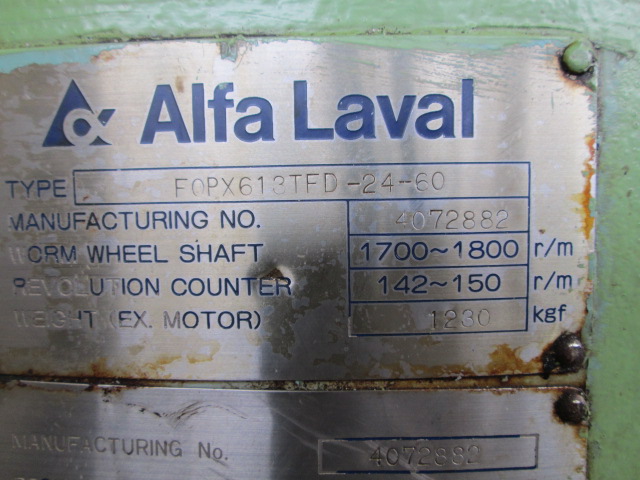 Alfa Laval
TYPE FOPX613TFD-24-60
MANUFACTURING NO. 4072882
WORM WHEEL SHAFT 1700~1800 r/m
REVOLUTION COUNTER 142~150 r/m
WEIGHT (EX. MOTOR) 1230 kgf
MANUFACTURING No. 4072882